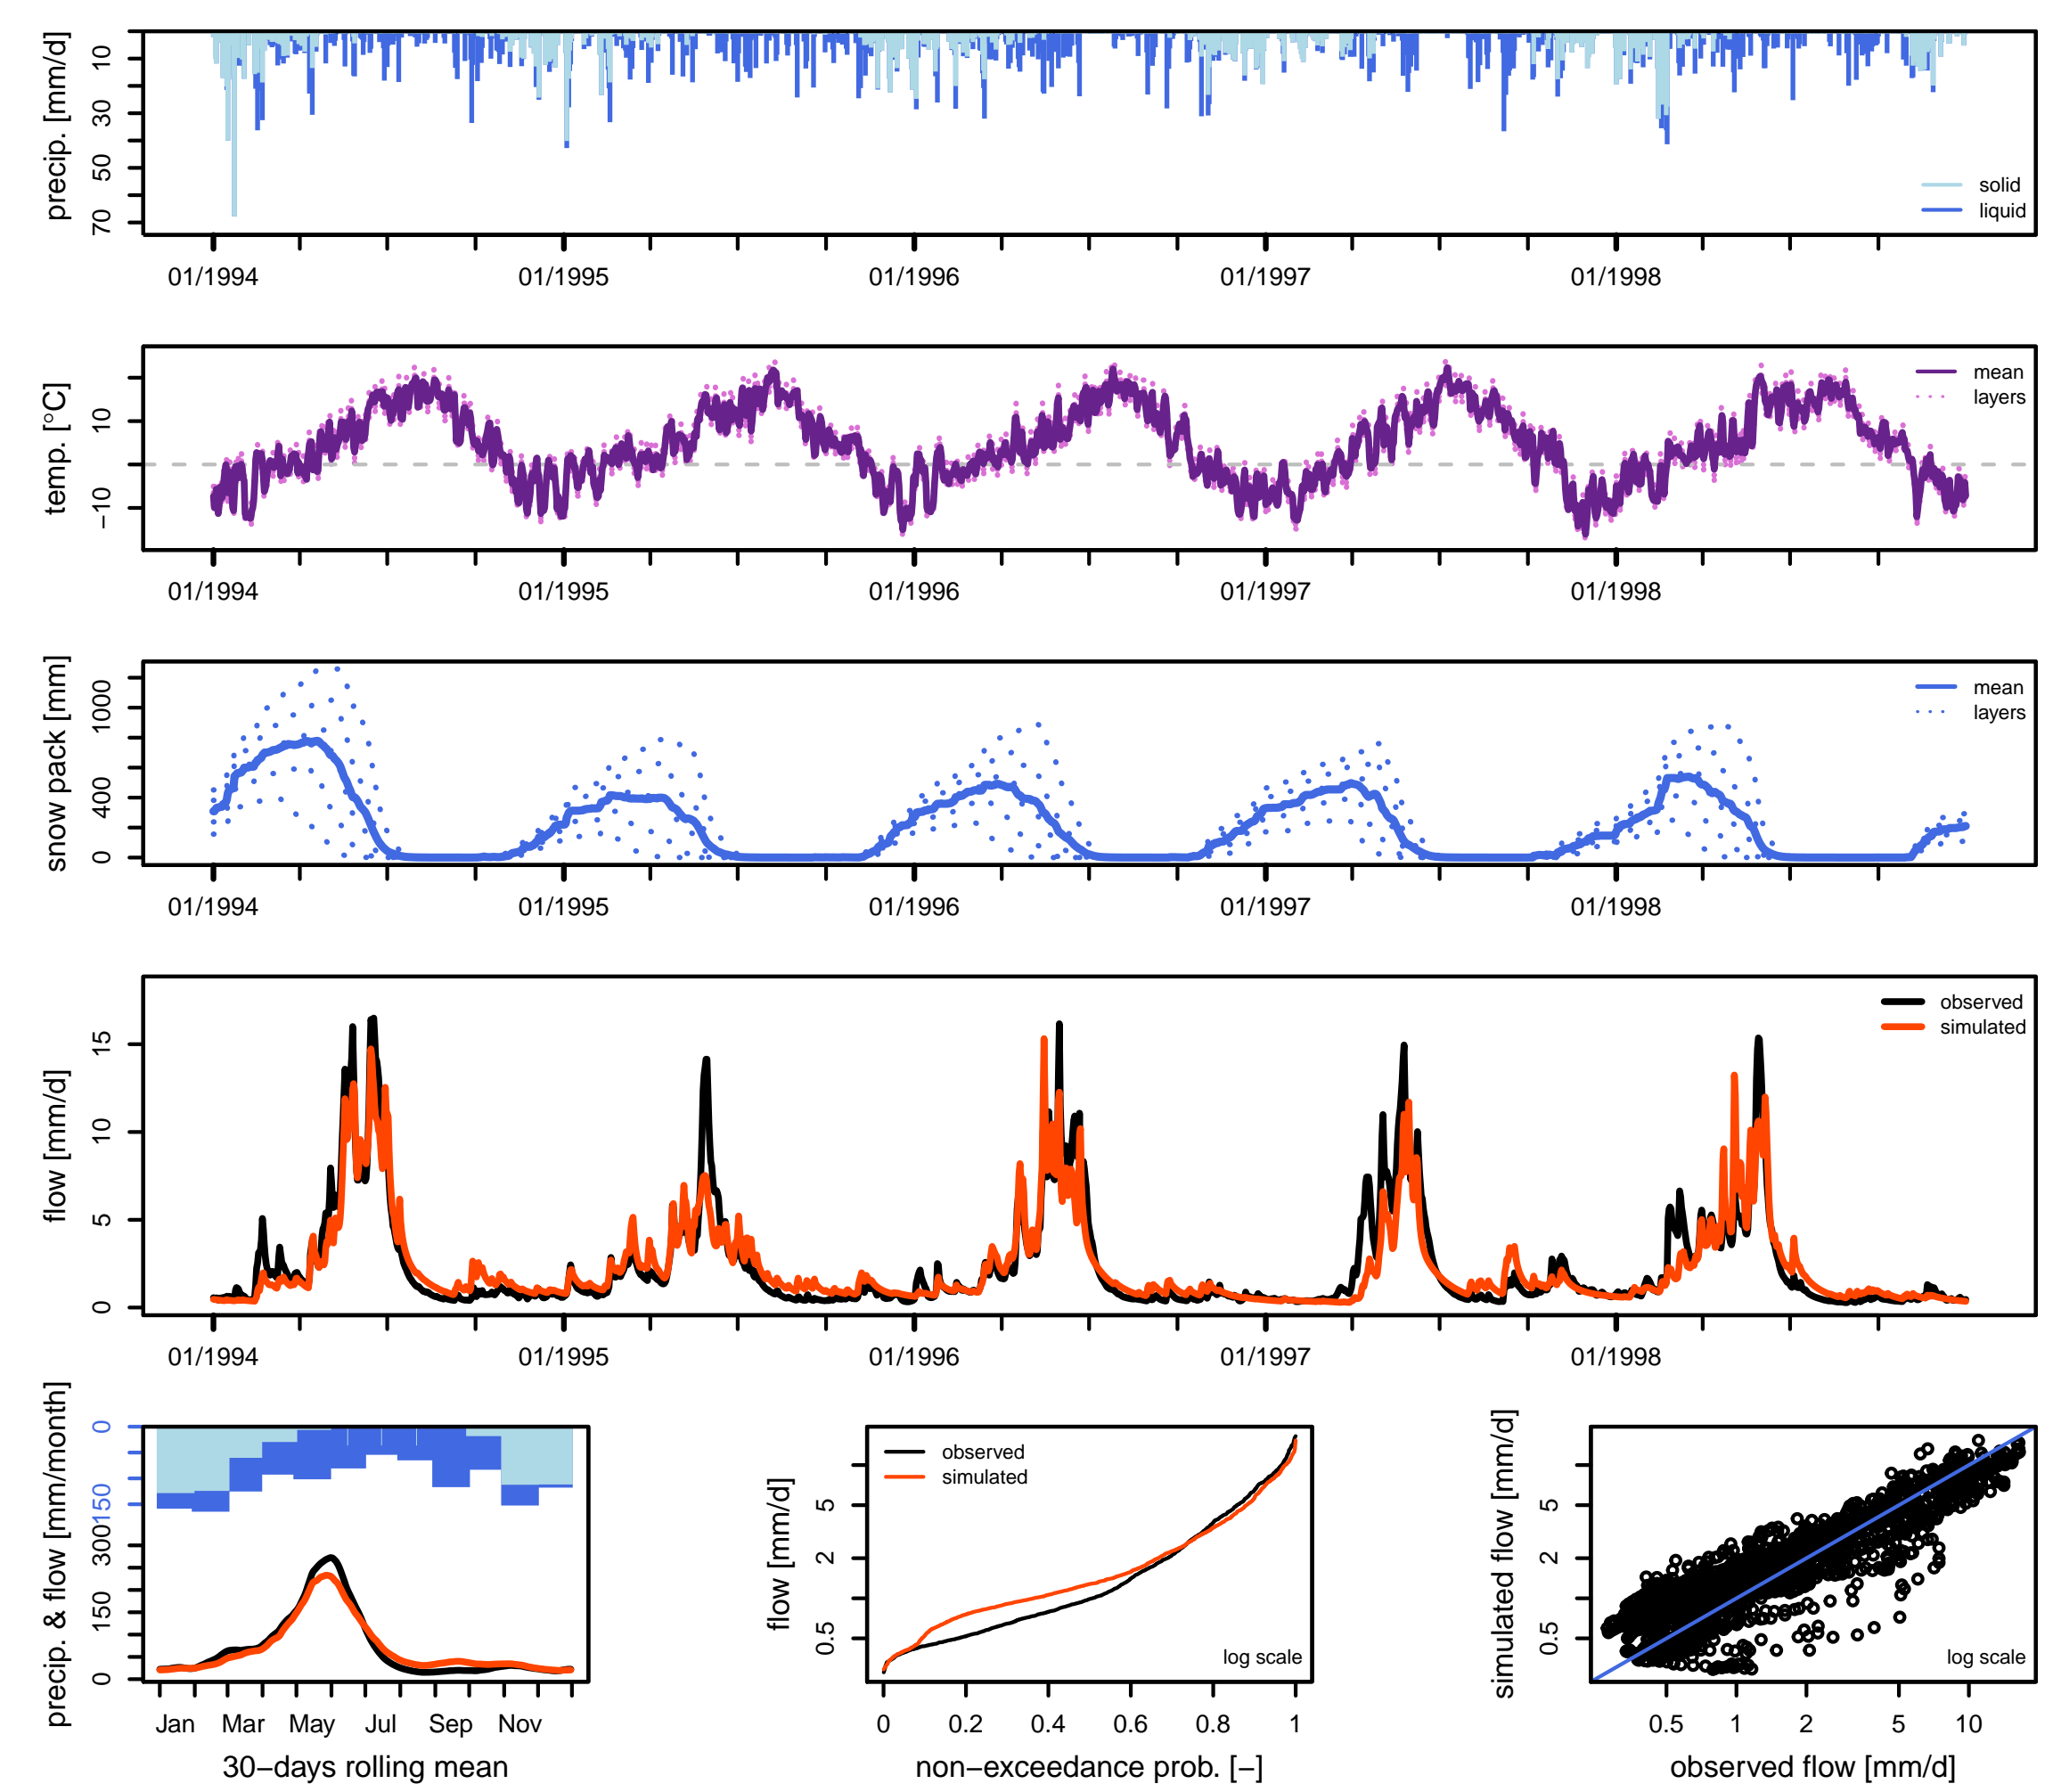 precip. [mm/d]
10
30
50
70
solid
liquid
01/1994 01/1995 01/1996 01/1997 01/1998
temp. [°C]
10
−10
mean
layers
01/1994 01/1995 01/1996 01/1997 01/1998
snow pack [mm]
1000
400
0
mean
layers
01/1994 01/1995 01/1996 01/1997 01/1998
flow [mm/d]
15
10
5
0
observed
simulated
01/1994 01/1995 01/1996 01/1997 01/1998
precip. & flow [mm/month]
0
150
300
150
0
Jan Mar May Jul Sep Nov
30−days rolling mean
flow [mm/d]
5
2
0.5
observed
simulated
log scale
0 0.2 0.4 0.6 0.8 1
non−exceedance prob. [−]
simulated flow [mm/d]
5
2
0.5
log scale
0.5 1 2 5 10
observed flow [mm/d]